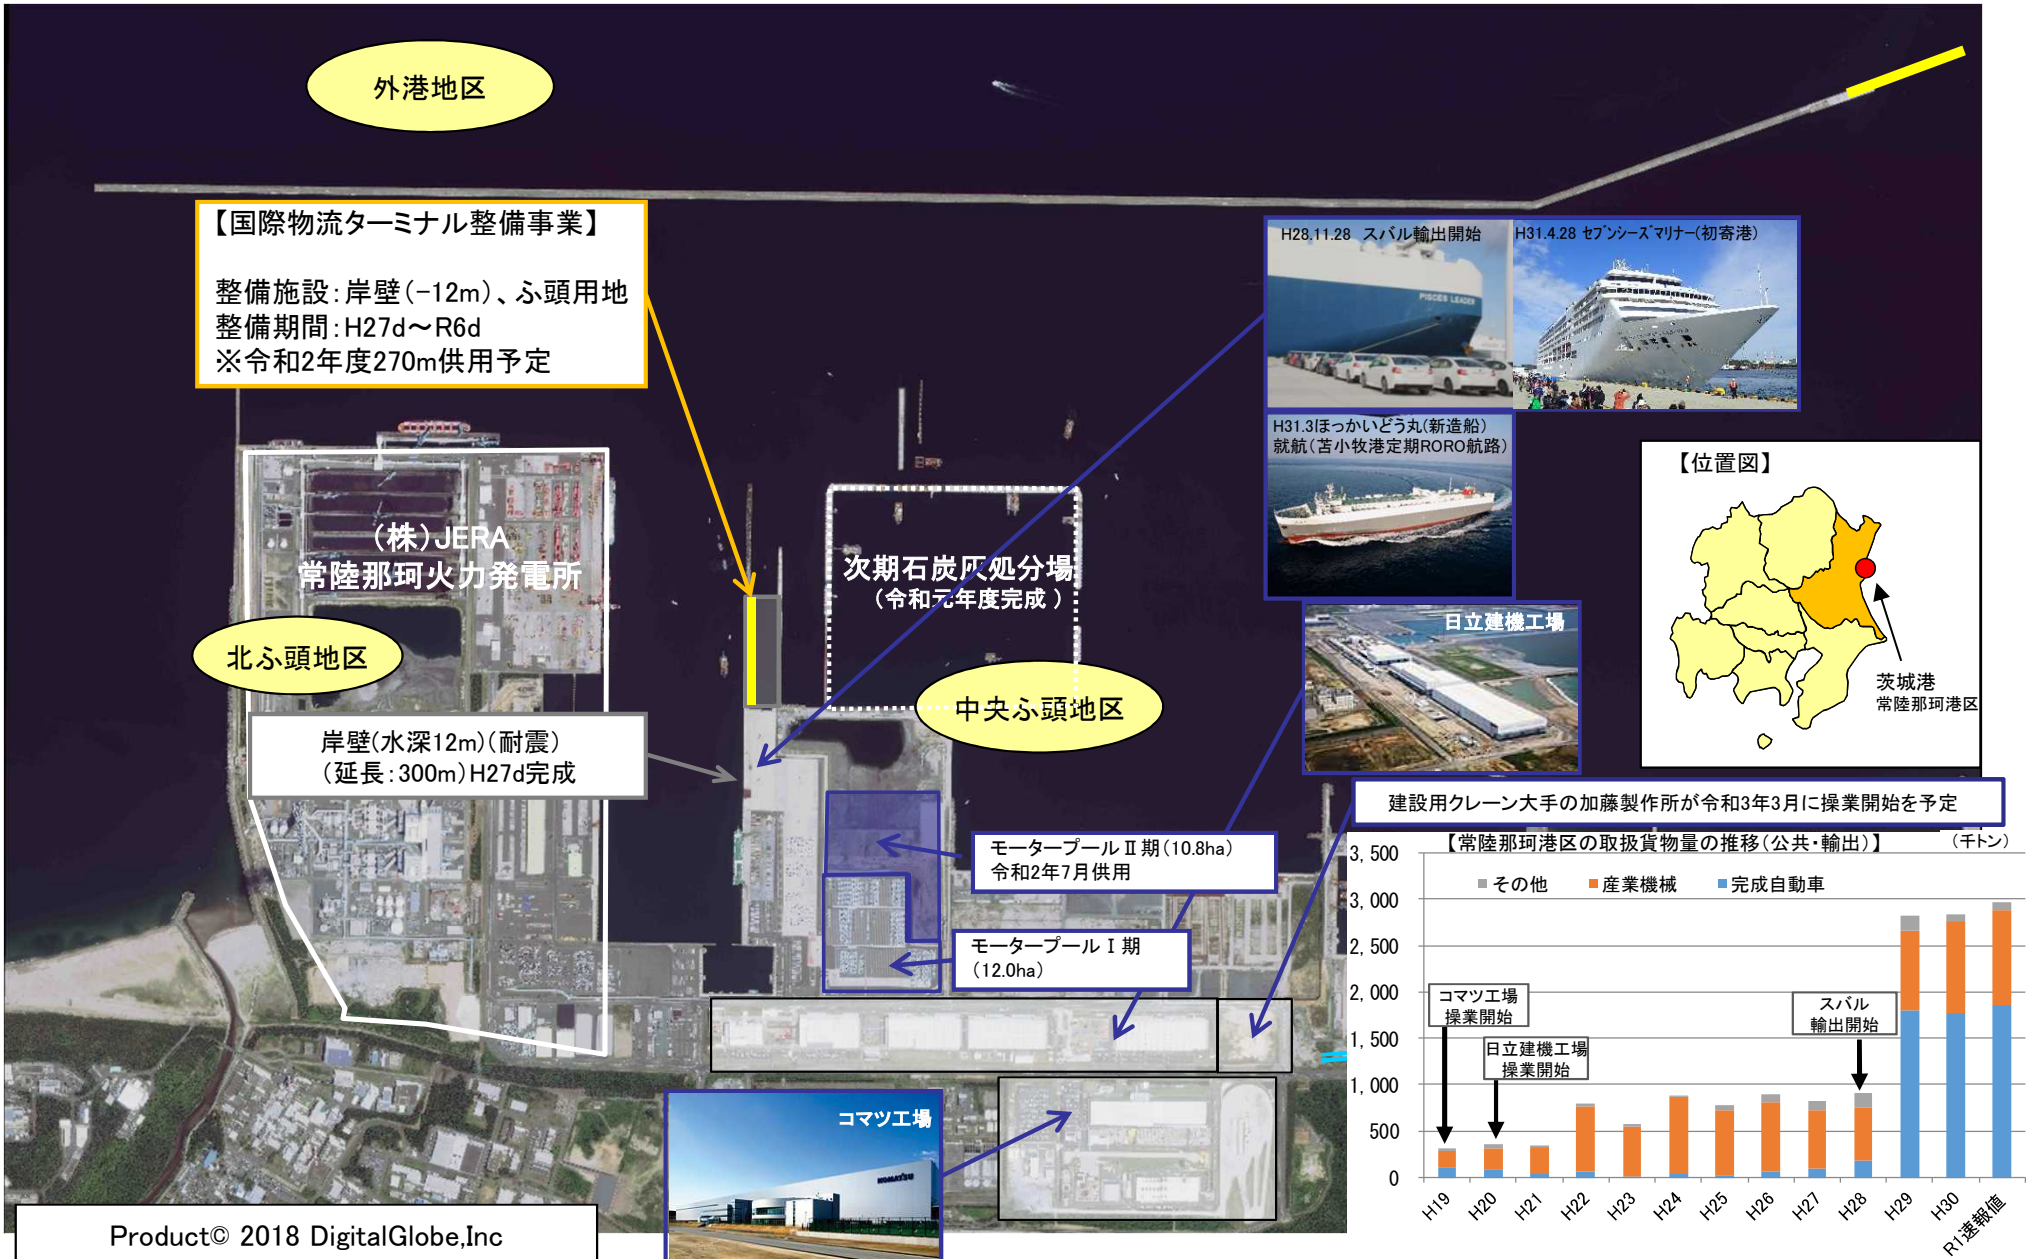 外港地区
【国際物流ターミナル整備事業】
整備施設：岸壁（-12m）、ふ頭用地
整備期間：H27d～R6d
※令和2年度270m供用予定
H28.11.28 スバル輸出開始
PISCES LEADER
H31.4.28 セブンシーズマリナー（初寄港）
H31.3ほっかいどう丸（新造船）
就航（苫小牧港定期RORO航路）
【位置図】
茨城港
常陸那珂港区
（株）JERA
常陸那珂火力発電所
次期石炭灰処分場
（令和元年度完成）
日立建機工場
北ふ頭地区
中央ふ頭地区
岸壁（水深12m）（耐震）
（延長：300m）H27d完成
建設用クレーン大手の加藤製作所が令和3年3月に操業開始を予定
モータープールⅡ期（10.8ha）
令和2年7月供用
モータープールⅠ期
（12.0ha）
コマツ工場
KOMATSU
Product© 2018 DigitalGlobe,Inc
【常陸那珂港区の取扱貨物量の推移（公共・輸出）】
（千トン）
その他 産業機械 完成自動車
3,500
3,000
2,500
2,000
1,500
1,000
500
0
コマツ工場
操業開始
日立建機工場
操業開始
スバル
輸出開始
H19 H20 H21 H22 H23 H24 H25 H26 H27 H28 H29 H30 R1速報値